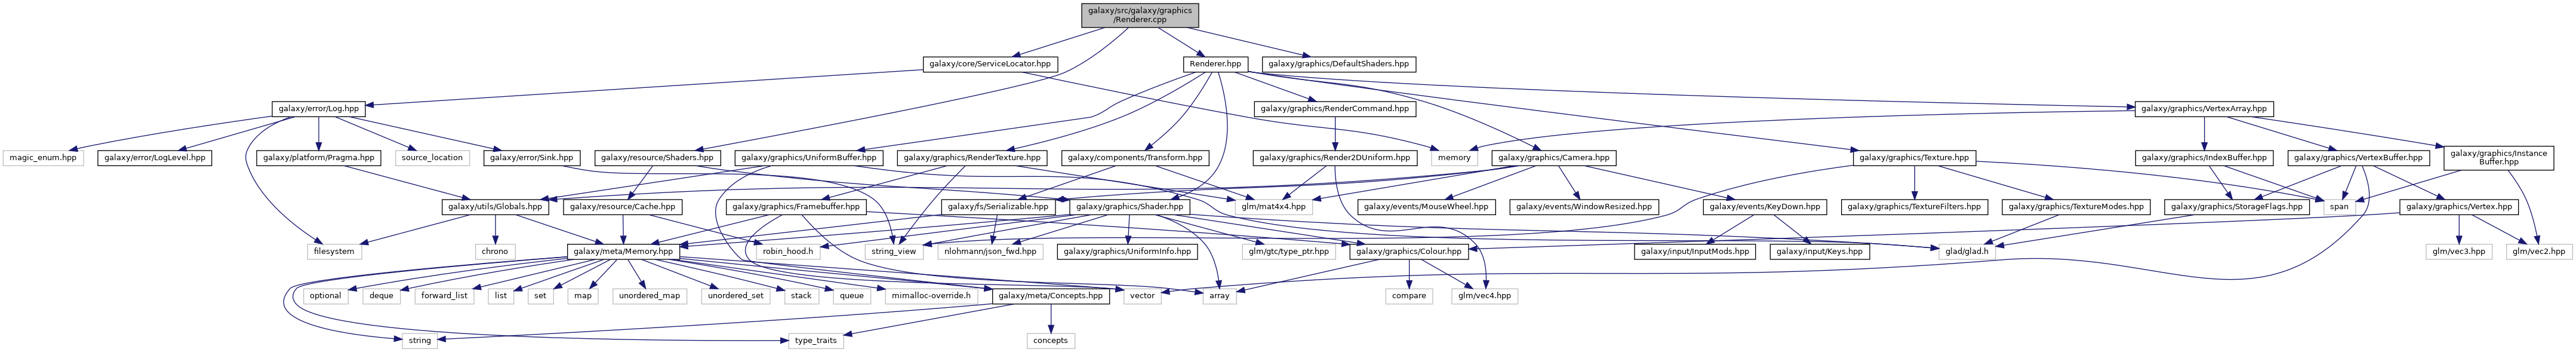 galaxy/src/galaxy/graphics
/Renderer.cpp
galaxy/core/ServiceLocator.hpp
Renderer.hpp
galaxy/graphics/DefaultShaders.hpp
galaxy/error/Log.hpp
galaxy/graphics/RenderCommand.hpp
galaxy/graphics/VertexArray.hpp
magic_enum.hpp
galaxy/error/LogLevel.hpp
galaxy/platform/Pragma.hpp
source_location
galaxy/error/Sink.hpp
galaxy/resource/Shaders.hpp
galaxy/graphics/UniformBuffer.hpp
galaxy/graphics/RenderTexture.hpp
galaxy/components/Transform.hpp
galaxy/graphics/Render2DUniform.hpp
memory
galaxy/graphics/Camera.hpp
galaxy/graphics/Texture.hpp
galaxy/graphics/IndexBuffer.hpp
galaxy/graphics/VertexBuffer.hpp
galaxy/graphics/Instance
Buffer.hpp
galaxy/utils/Globals.hpp
galaxy/resource/Cache.hpp
galaxy/graphics/Framebuffer.hpp
galaxy/fs/Serializable.hpp
galaxy/graphics/Shader.hpp
glm/mat4x4.hpp
galaxy/events/MouseWheel.hpp
galaxy/events/WindowResized.hpp
galaxy/events/KeyDown.hpp
galaxy/graphics/TextureFilters.hpp
galaxy/graphics/TextureModes.hpp
galaxy/graphics/StorageFlags.hpp
span
galaxy/graphics/Vertex.hpp
filesystem
chrono
galaxy/meta/Memory.hpp
robin_hood.h
string_view
nlohmann/json_fwd.hpp
galaxy/graphics/UniformInfo.hpp
glm/gtc/type_ptr.hpp
galaxy/graphics/Colour.hpp
galaxy/input/InputMods.hpp
galaxy/input/Keys.hpp
glad/glad.h
glm/vec3.hpp
glm/vec2.hpp
optional
deque
forward_list
list
set
map
unordered_map
unordered_set
stack
queue
mimalloc-override.h
galaxy/meta/Concepts.hpp
vector
array
compare
glm/vec4.hpp
string
type_traits
concepts